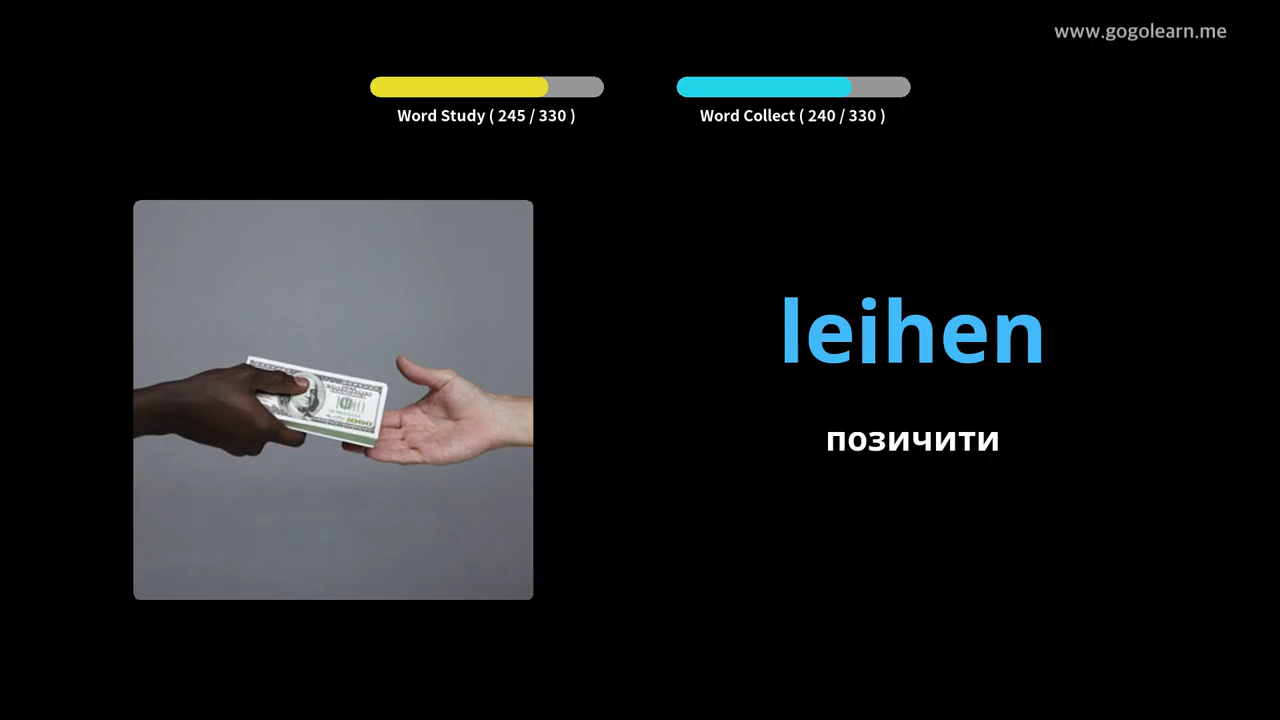 www.gogolearn.me
Word Study ( 245 / 330 )
Word Collect ( 240 / 330 )
leihen
позичити